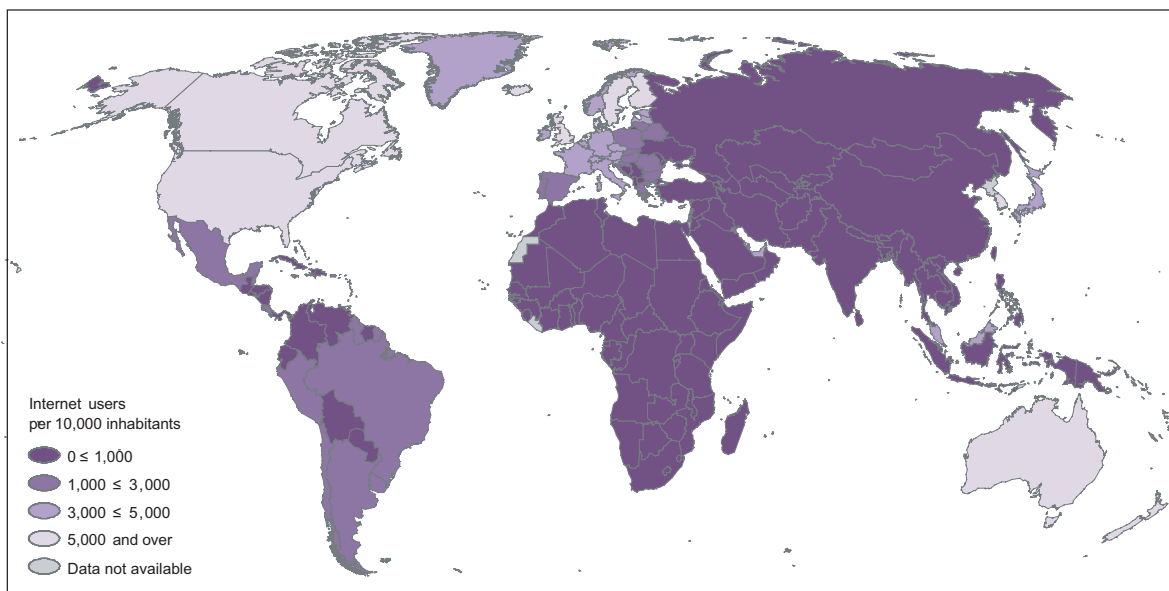 Internet users
per 10,000 inhabitants
0 ≤ 1,000
1,000 ≤ 3,000
3,000 ≤ 5,000
5,000 and over
Data not available